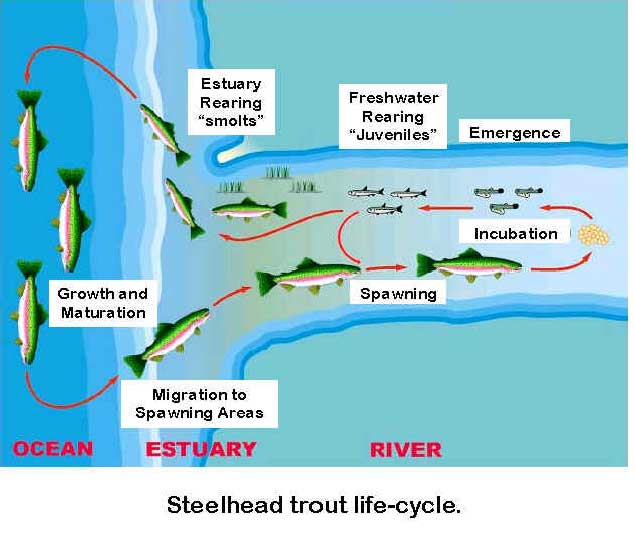 Estuary
Rearing
“smolts”
Freshwater
Rearing
“Juveniles”
Emergence
Incubation
Growth and
Maturation
Spawning
Migration to
Spawning Areas
OCEAN
ESTUARY
RIVER
Steelhead trout life-cycle.